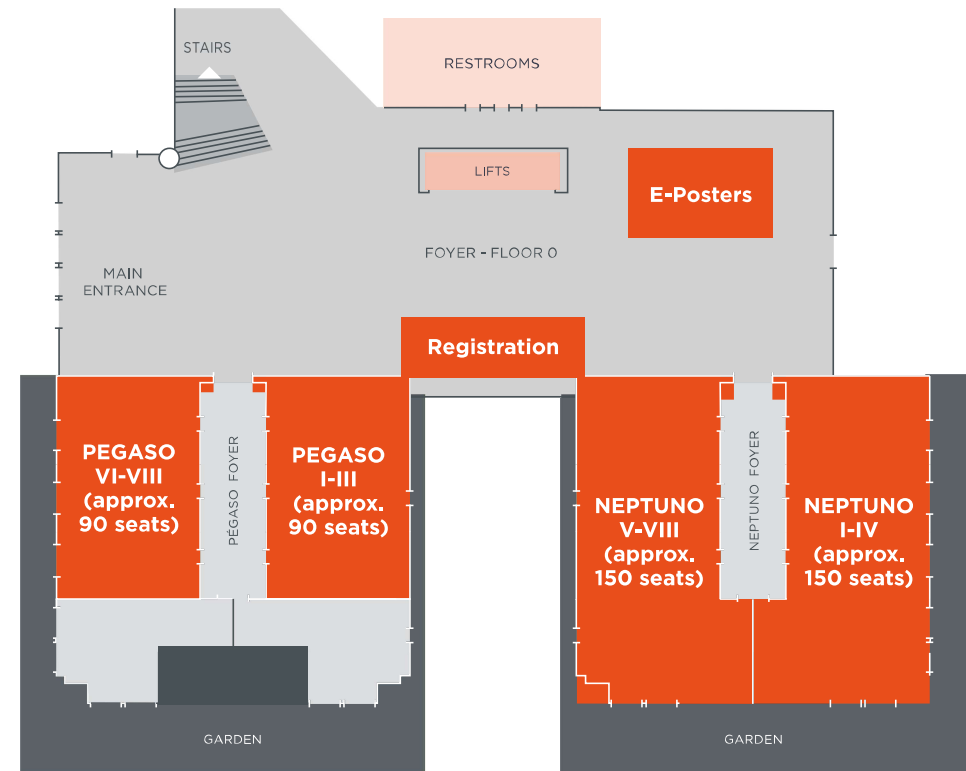 STAIRS
RESTROOMS
LIFTS
E-Posters
FOYER - FLOOR 0
MAIN
ENTRANCE
Registration
PEGASO
VI-VIII
(approx.
90 seats)
PÉGASO FOYER
PEGASO
I-III
(approx.
90 seats)
NEPTUNO
V-VIII
(approx.
150 seats)
NEPTUNO FOYER
NEPTUNO
I-IV
(approx.
150 seats)
GARDEN
GARDEN